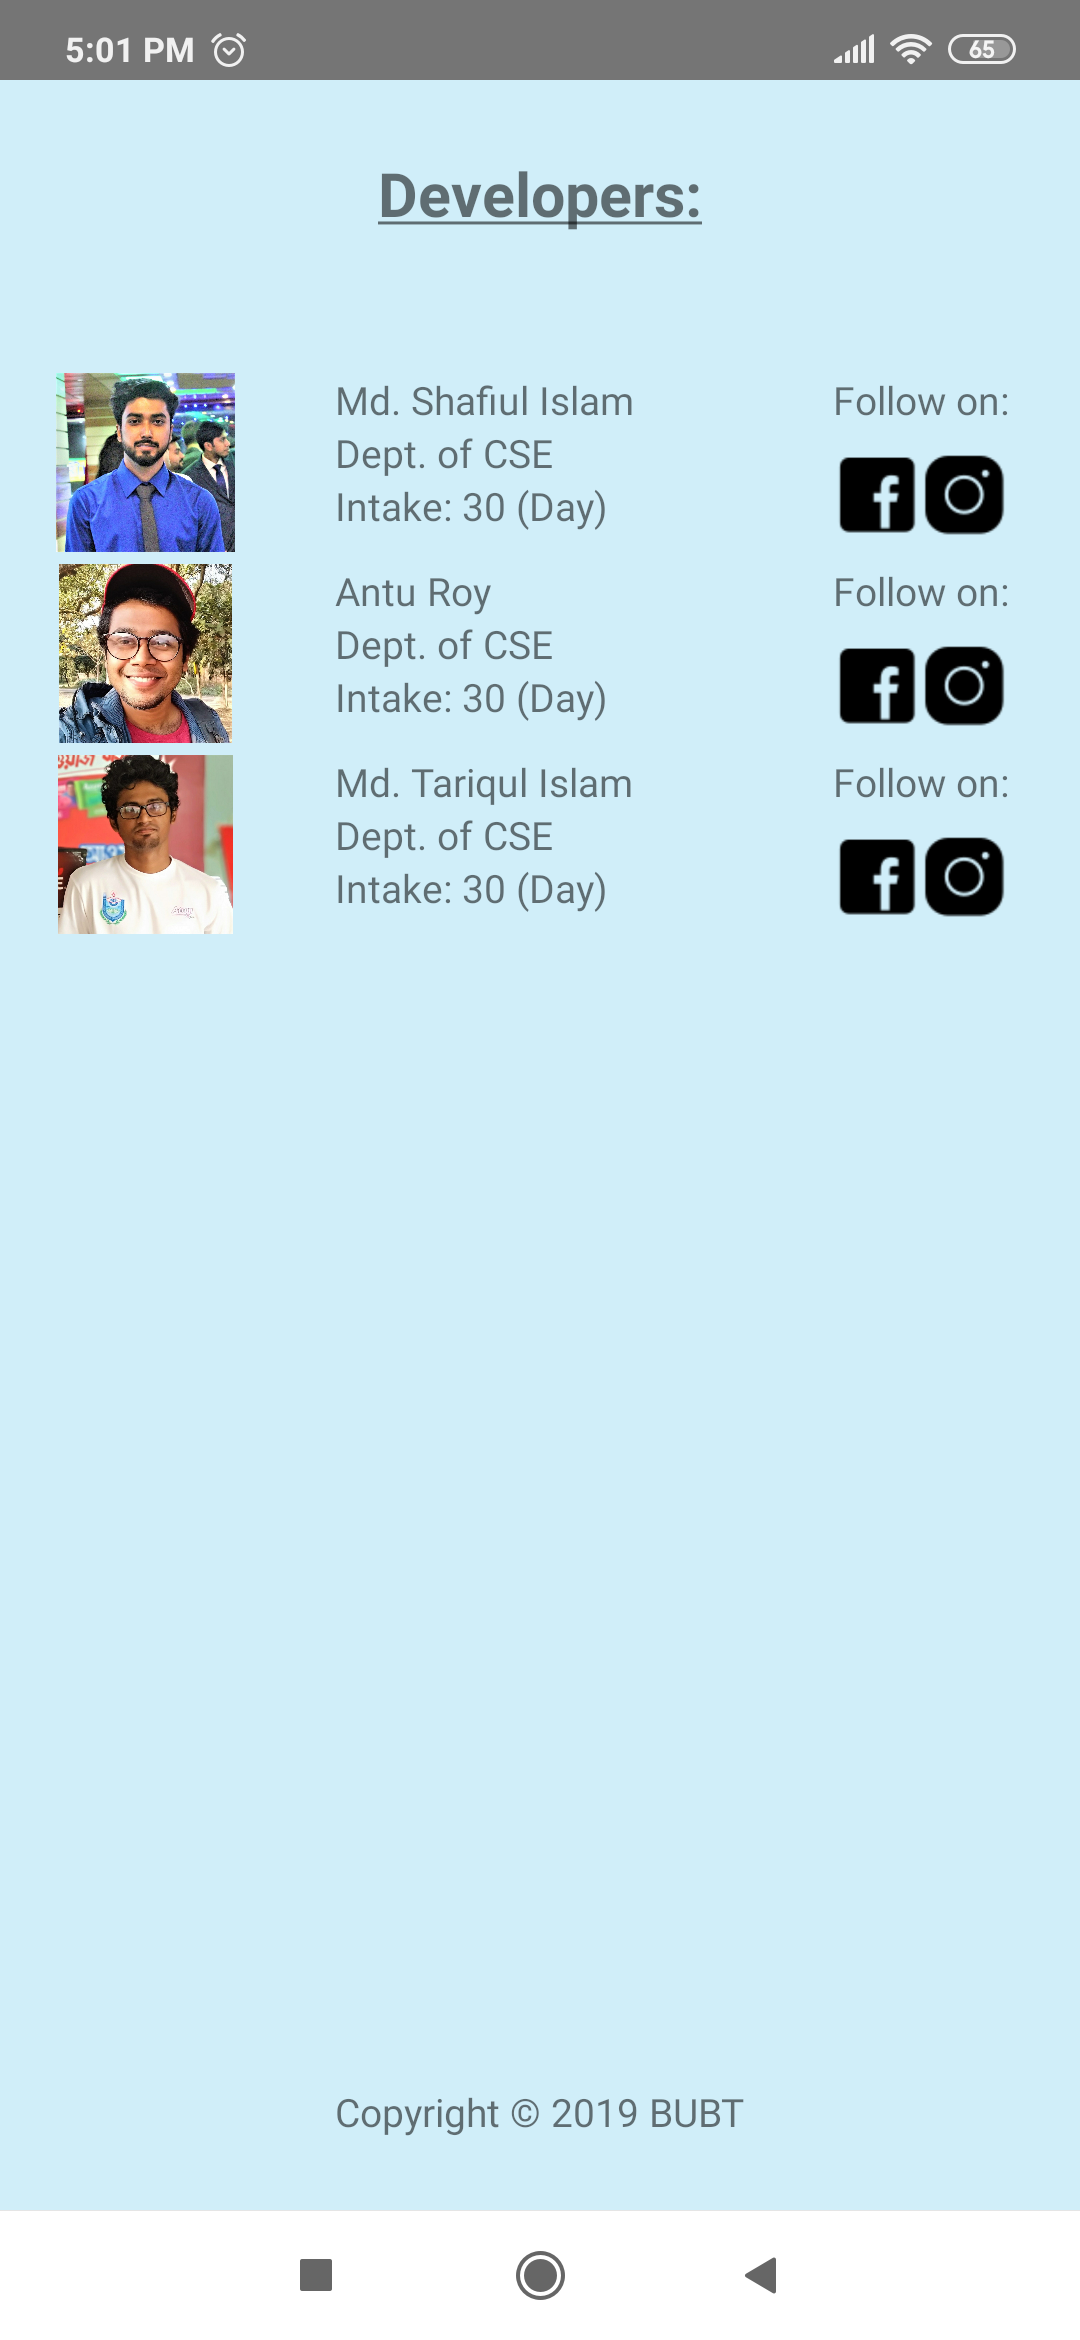 5:01 PM
65
Developers:
Md. Shafiul Islam
Dept. of CSE
Intake: 30 (Day)
Follow on:
Antu Roy
Dept. of CSE
Intake: 30 (Day)
Follow on:
Md. Tariqul Islam
Dept. of CSE
Intake: 30 (Day)
Follow on:
Copyright © 2019 BUBT